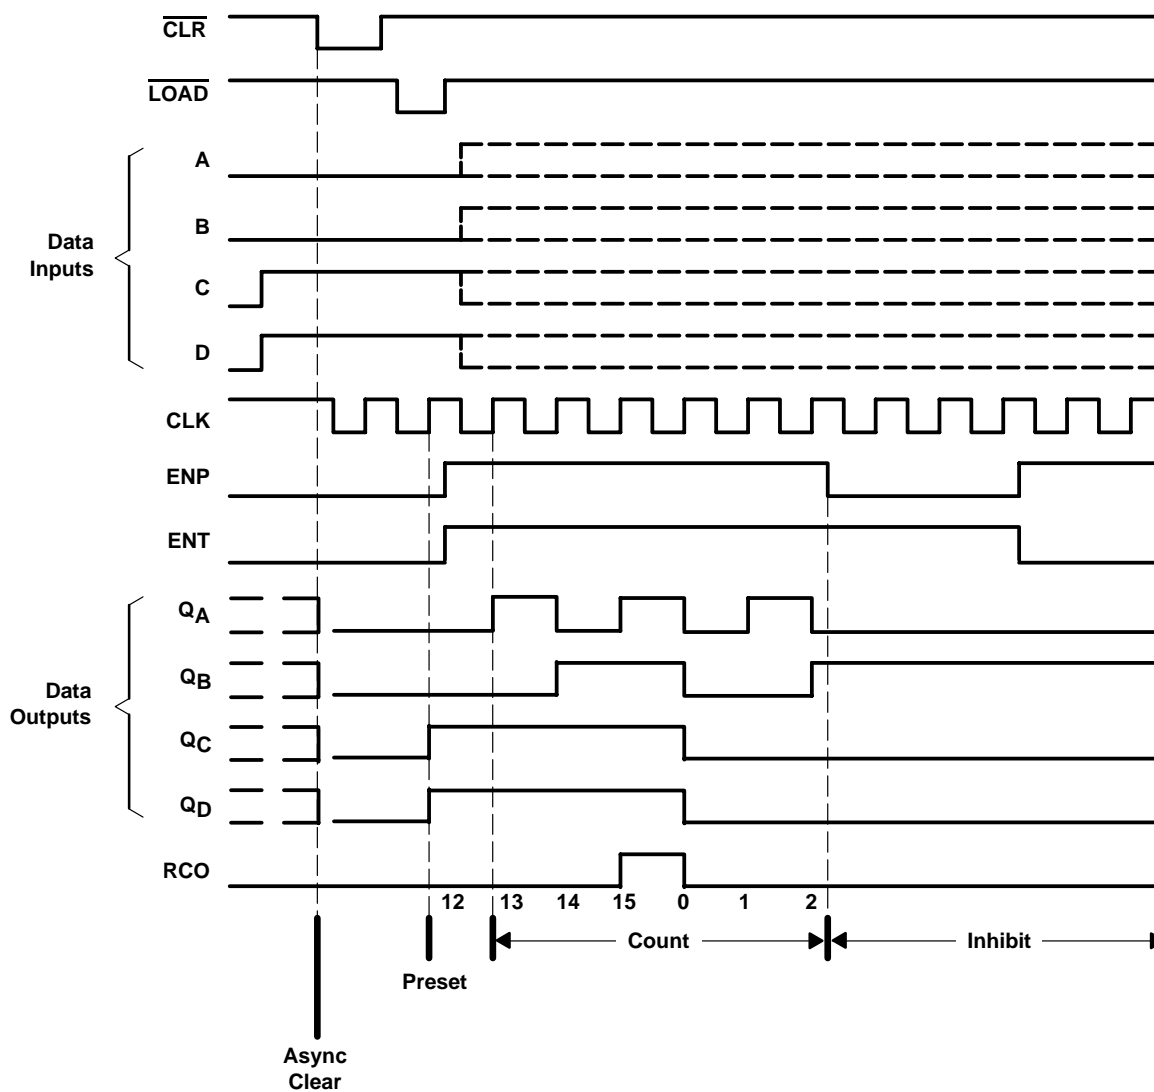 CLR
LOAD
A
B
Data
Inputs
C
D
CLK
ENP
ENT
QA
QB
Data
Outputs
QC
QD
RCO
12 13 14 15 0 1 2
Count Inhibit
Preset
Async
Clear